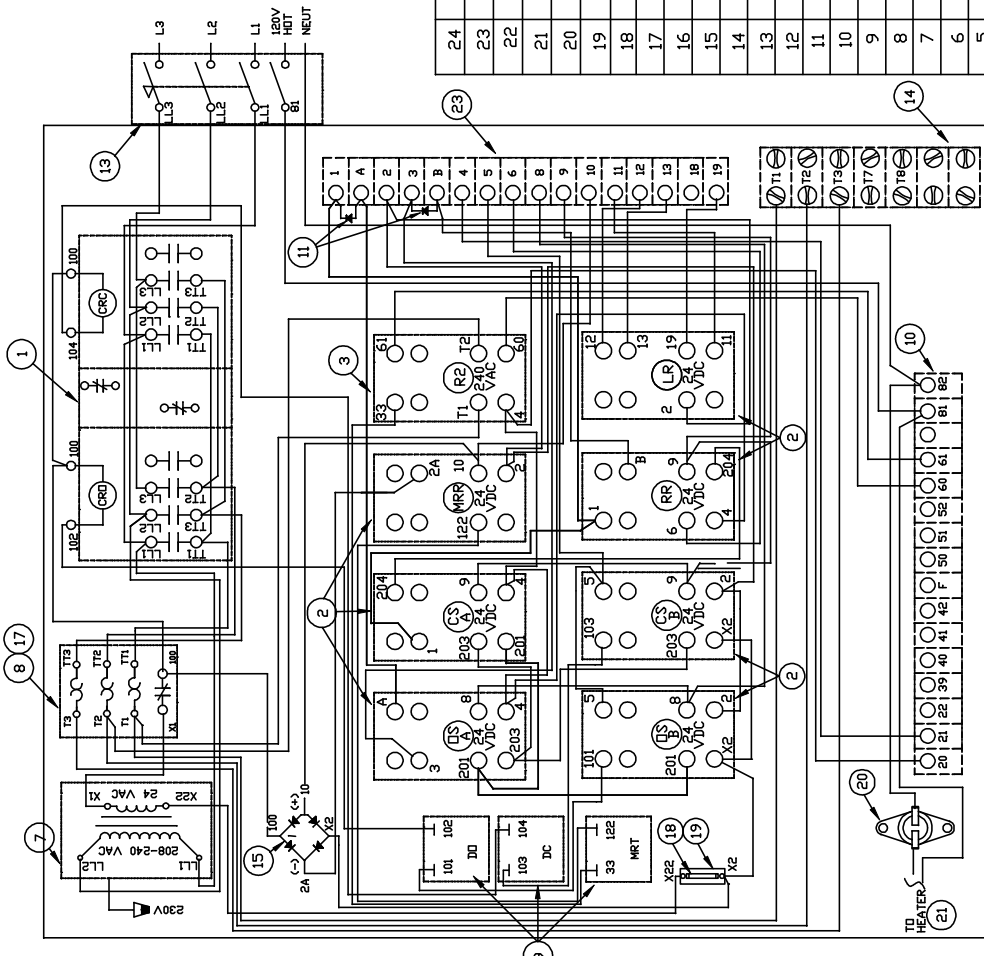 L3
L2
L1
120V HOT
NEUT
LL3
LL2
LL1
81
13
24
23
22
21
20
19
18
17
16
15
14
13
12
11
10
9
8
7
6
5
23
14
1
A
2
3
B
4
5
6
8
9
10
11
12
13
18
19
T1
T2
T3
T7
T8
11
1
100
104
CRC
LL3
LL2
LL1
TT3
TT2
TT1
100
102
CRO
LL3
LL2
LL1
TT2
TT3
TT1
8
17
T3
T2
T1
TT3
TT2
TT1
X1
100
7
X1
X22
24 VAC
208-240 VAC
LL2
LL1
230V
3
61
33
R2
240 VAC
T2
T1
60
4
12
13
LR
24 VDC
19
11
2
2
2A
MRR
24 VDC
10
2
122
B
1
RR
24 VDC
9
204
6
4
2
204
1
CS A
24 VDC
9
4
203
201
5
103
CS B
24 VDC
9
2
203
X2
2
A
3
OS A
24 VDC
8
4
201
203
5
101
OS B
24 VDC
8
2
201
X2
100
(+)
10
15
(-)
2A
X2
102
101
DO
104
103
DC
122
33
MRT
9
18
19
X22
X2
10
82
81
61
60
52
51
50
F
42
41
40
39
22
21
20
20
TO HEATER
21